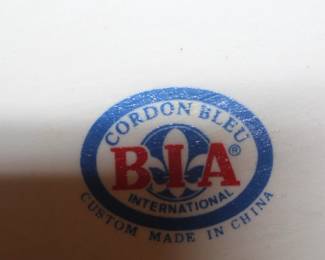 CORDON BLEU
BIA®
INTERNATIONAL
CUSTOM MADE IN CHINA